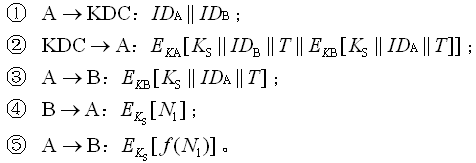 ① A → KDC：IDA‖IDB；
② KDC → A：EKA[KS‖IDB‖T‖EKB[KS‖IDA‖T]]；
③ A → B：EKB[KS‖IDA‖T]；
④ B → A：EKS[N1]；
⑤ A → B：EKS[f(N1)]。